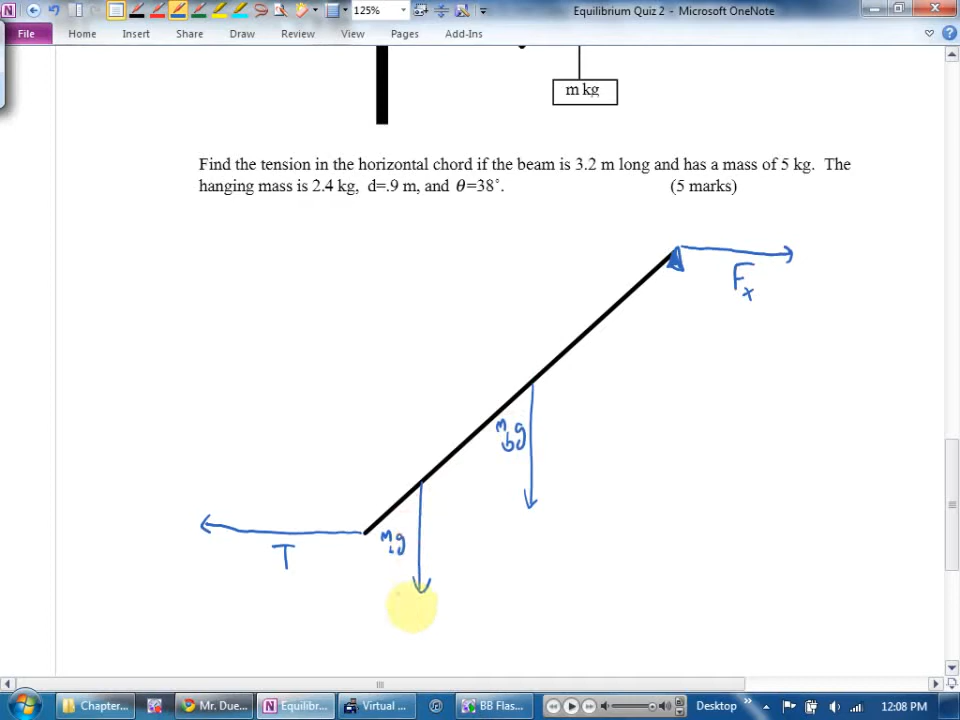 125%
Equilibrium Quiz 2 - Microsoft OneNote
File Home Insert Share Draw Review View Pages Add-Ins
m kg
Find the tension in the horizontal chord if the beam is 3.2 m long and has a mass of 5 kg. The
hanging mass is 2.4 kg, d=.9 m, and θ=38˚. (5 marks)
Fx
mbg
T
Chapter... Mr. Due... Equilibr... Virtual ... BB Flas... Desktop 12:08 PM